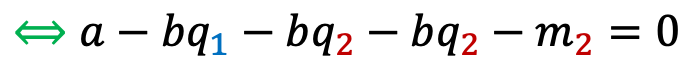 ⟺ a − bq₁ − bq₂ − bq₂ − m₂ = 0